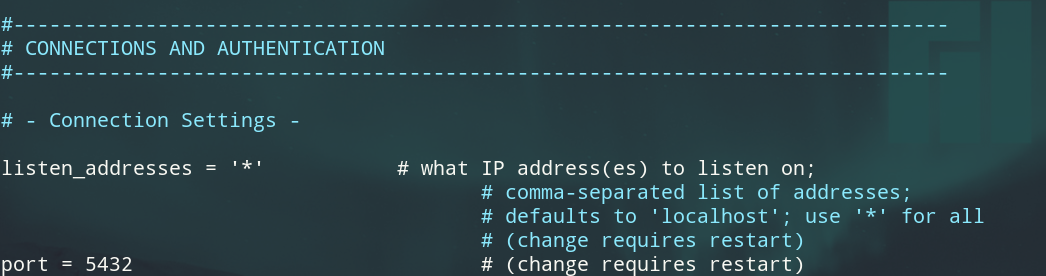 #------------------------------------------------------------------------------
# CONNECTIONS AND AUTHENTICATION
#------------------------------------------------------------------------------
# - Connection Settings -
listen_addresses = '*' # what IP address(es) to listen on;
# comma-separated list of addresses;
# defaults to 'localhost'; use '*' for all
# (change requires restart)
port = 5432 # (change requires restart)